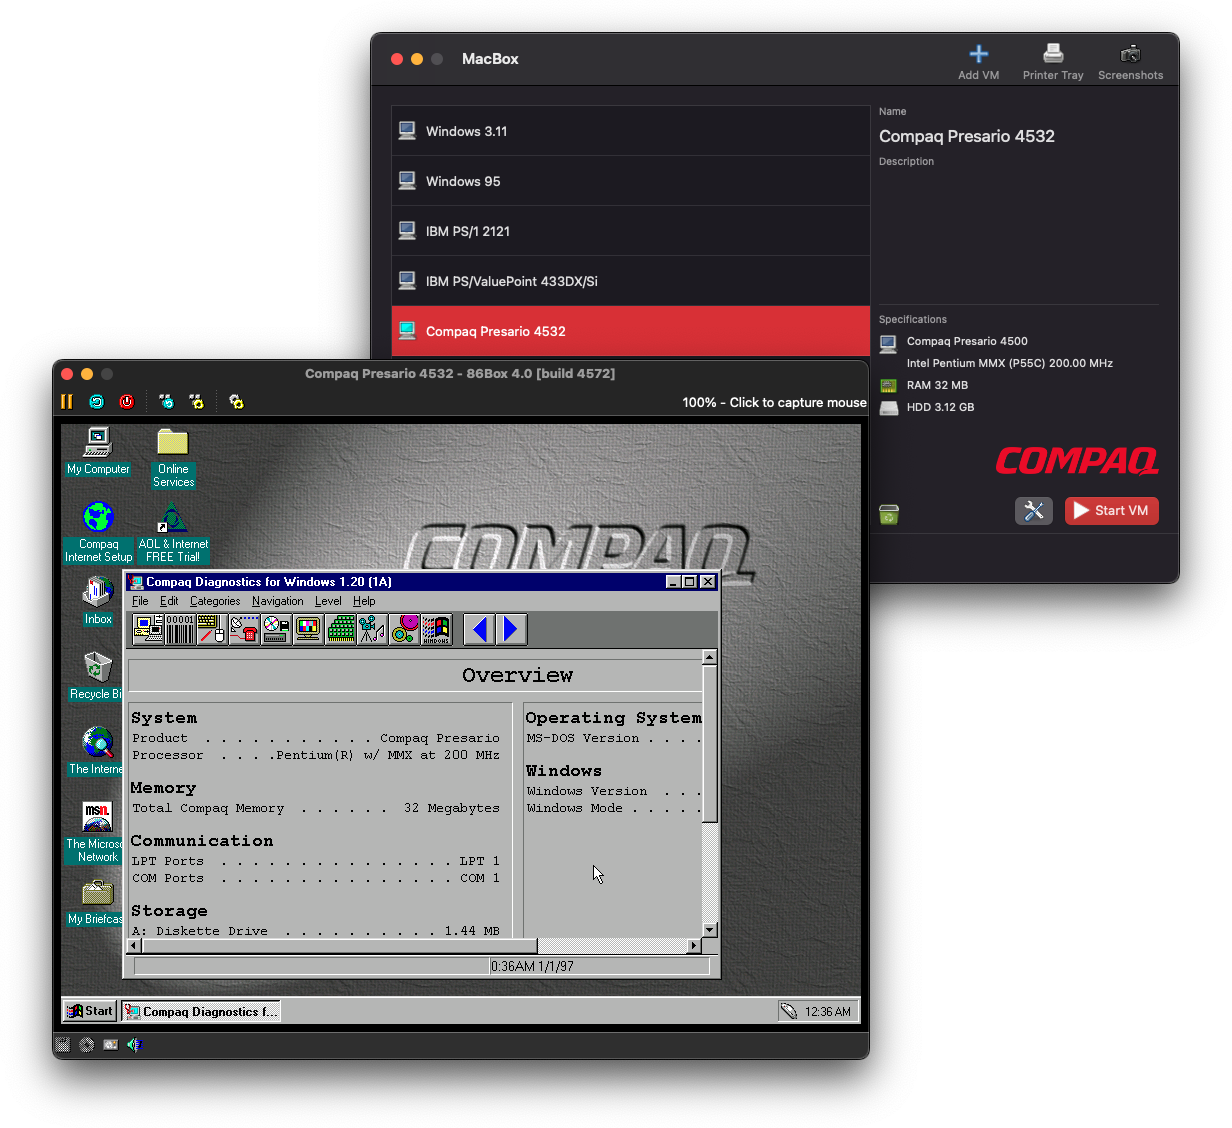 MacBox
Add VM
Printer Tray
Screenshots
Windows 3.11
Windows 95
IBM PS/1 2121
IBM PS/ValuePoint 433DX/Si
Compaq Presario 4532
Name
Compaq Presario 4532
Description
Specifications
Compaq Presario 4500
Intel Pentium MMX (P55C) 200.00 MHz
RAM 32 MB
HDD 3.12 GB
COMPAQ
Start VM
Compaq Presario 4532 - 86Box 4.0 [build 4572]
100% - Click to capture mouse
My Computer
Online
Services
Compaq
Internet Setup
AOL & Internet
FREE Trial!
Inbox
Recycle Bi
The Interne
msn.
The Microso
Network
My Briefcas
COMPAQ
Compaq Diagnostics for Windows 1.20 (1A)
File Edit Categories Navigation Level Help
00001
WINDOWS
Overview
System
Product . . . . . . . . . . . Compaq Presario
Processor . . . .Pentium(R) w/ MMX at 200 MHz
Memory
Total Compaq Memory . . . . . . 32 Megabytes
Communication
LPT Ports . . . . . . . . . . . . . . . LPT 1
COM Ports . . . . . . . . . . . . . . . COM 1
Storage
A: Diskette Drive . . . . . . . . . . 1.44 MB
Operating System
MS-DOS Version . . . .
Windows
Windows Version . . .
Windows Mode . . . . .
0:36AM 1/1/97
Start
Compaq Diagnostics f...
12:36 AM